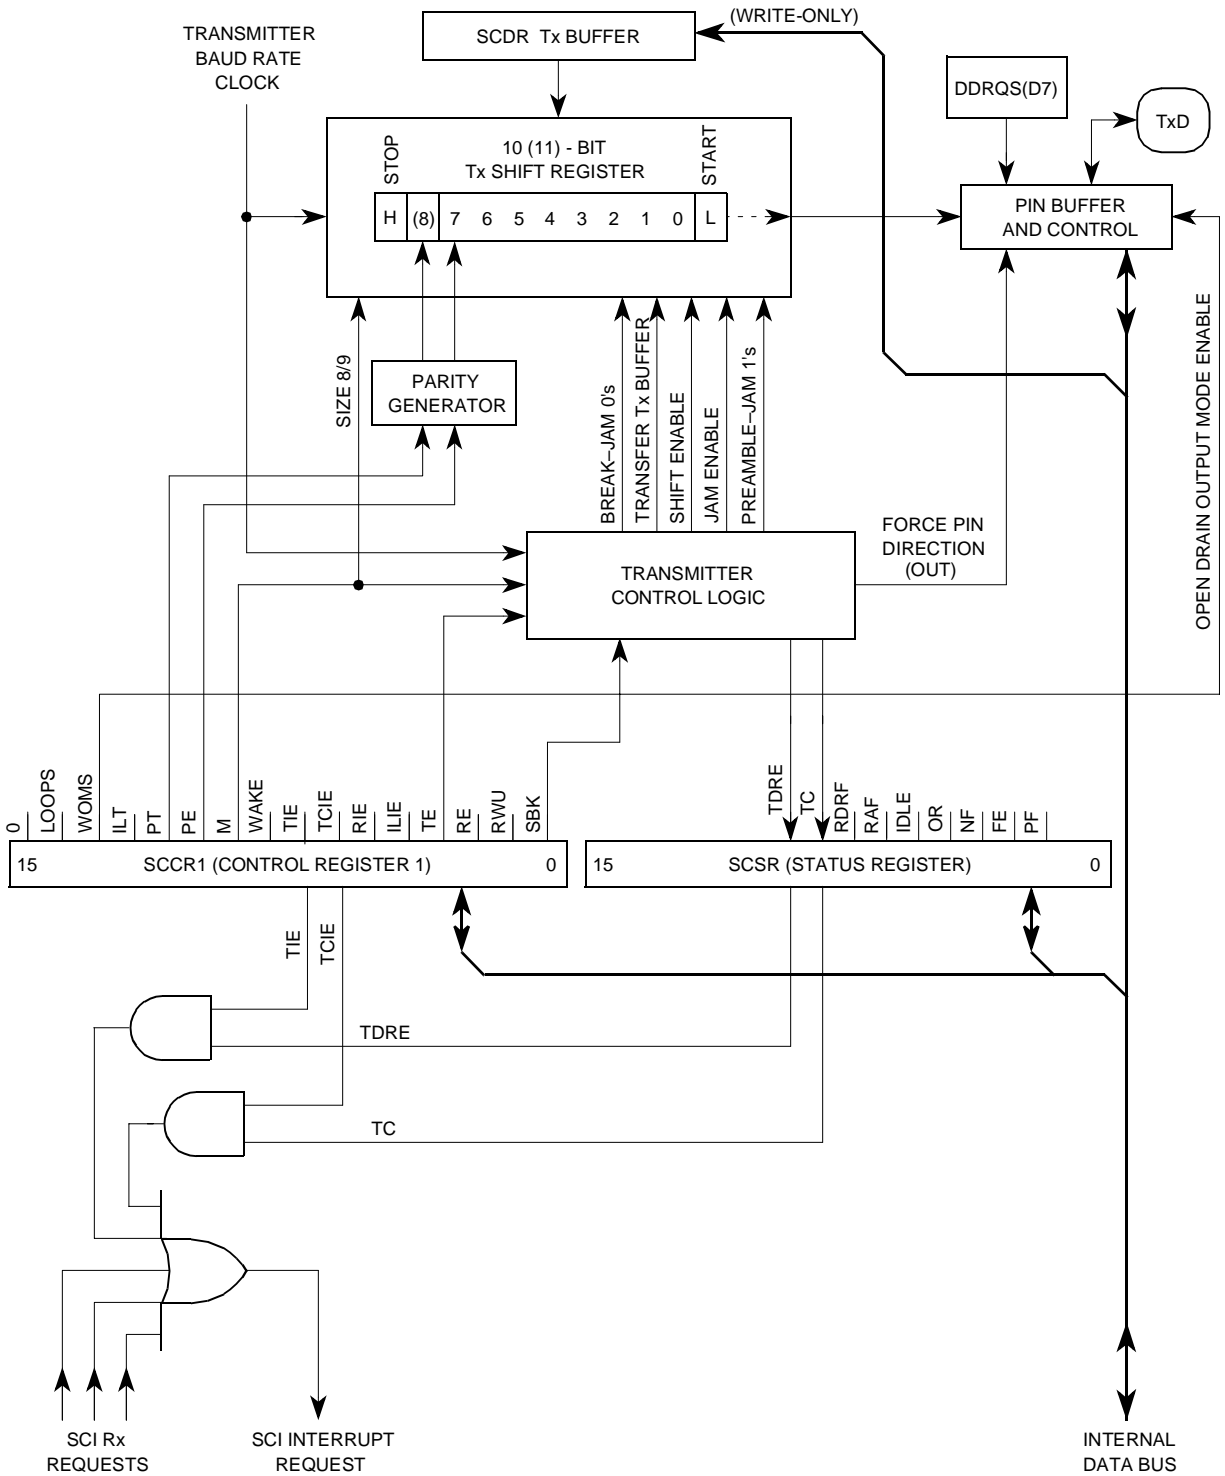 (WRITE-ONLY)
TRANSMITTER
BAUD RATE
CLOCK
SCDR Tx BUFFER
DDRQS(D7)
TxD
STOP
10 (11) - BIT
Tx SHIFT REGISTER
START
H (8) 7 6 5 4 3 2 1 0 L
PIN BUFFER
AND CONTROL
OPEN DRAIN OUTPUT MODE ENABLE
SIZE 8/9
PARITY
GENERATOR
BREAK–JAM 0's
TRANSFER Tx BUFFER
SHIFT ENABLE
JAM ENABLE
PREAMBLE–JAM 1's
FORCE PIN
DIRECTION
(OUT)
TRANSMITTER
CONTROL LOGIC
0
LOOPS
WOMS
ILT
PT
PE
M
WAKE
TIE
TCIE
RIE
ILIE
TE
RE
RWU
SBK
TDRE
TC
RDRF
RAF
IDLE
OR
NF
FE
PF
15 SCCR1 (CONTROL REGISTER 1) 0
15 SCSR (STATUS REGISTER) 0
TIE
TCIE
TDRE
TC
SCI Rx
REQUESTS
SCI INTERRUPT
REQUEST
INTERNAL
DATA BUS